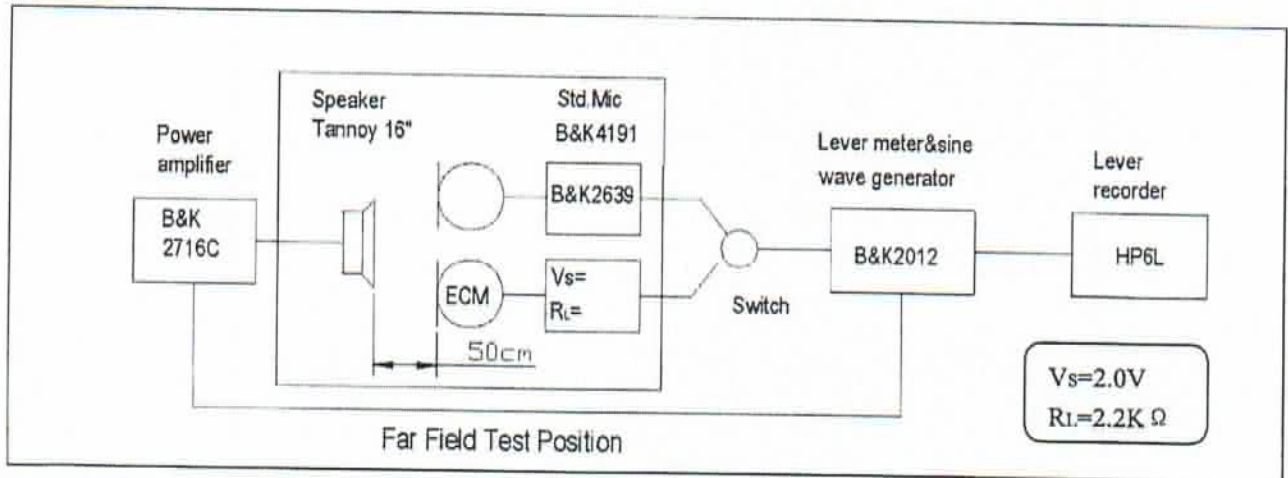 Speaker
Tannoy 16"
Std.Mic
B&K4191
Power
amplifier
Lever meter&sine
wave generator
Lever
recorder
B&K
2716C
B&K2639
B&K2012
HP6L
ECM
Vs=
RL=
Switch
50cm
Vs=2.0V
RL=2.2K Ω
Far Field Test Position